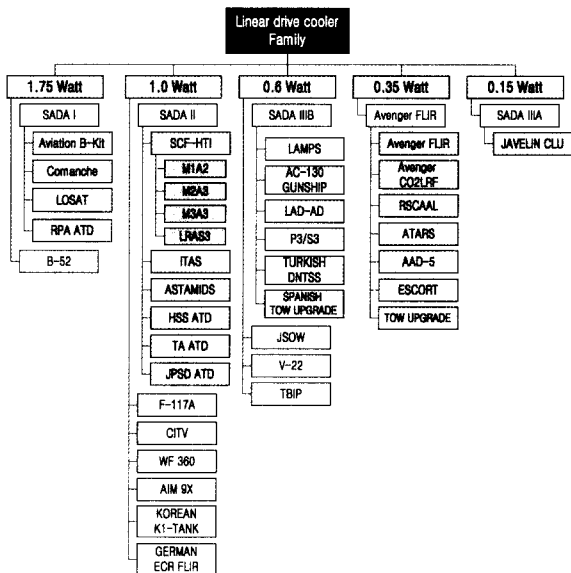 Linear drive cooler
Family
1.75 Watt
SADA I
Aviation B-Kit
Comanche
LOSAT
RPA ATD
B-52
1.0 Watt
SADA II
SCF-HTI
M1A2
M2A3
M3A3
LRAS3
ITAS
ASTAMIDS
HSS ATD
TA ATD
JPSD ATD
F-117A
CITV
WF 360
AIM 9X
KOREAN
K1-TANK
GERMAN
ECR FLIR
0.6 Watt
SADA IIIB
LAMPS
AC-130
GUNSHIP
LAD-AD
P3/S3
TURKISH
DNTSS
SPANISH
TOW UPGRADE
JSOW
V-22
TBIP
0.35 Watt
Avenger FLIR
Avenger FLIR
Avenger
CO2LRF
RSCAAL
ATARS
AAD-5
ESCORT
TOW UPGRADE
0.15 Watt
SADA IIIA
JAVELIN CLU